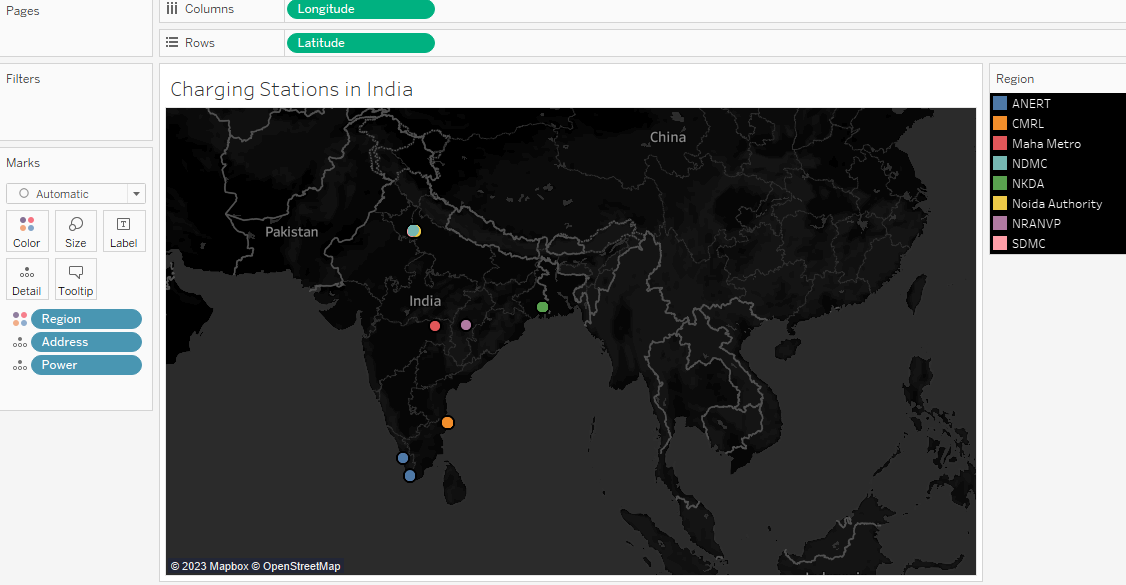 Pages
Columns
Longitude
Rows
Latitude
Filters
Charging Stations in India
Region
ANERT
CMRL
Maha Metro
NDMC
NKDA
Noida Authority
NRANVP
SDMC
Marks
Automatic
Color
Size
Label
T
Detail
Tooltip
Region
Address
Power
China
Pakistan
India
© 2023 Mapbox © OpenStreetMap